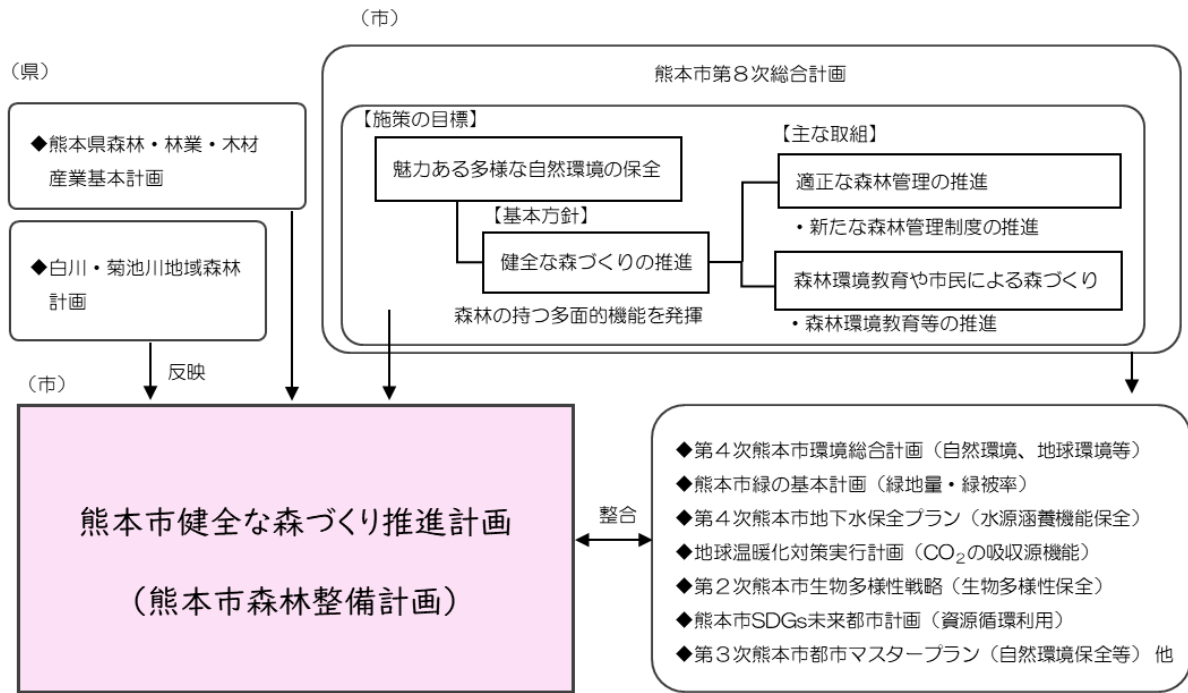 （市）
（県）
熊本市第８次総合計画
◆熊本県森林・林業・木材
産業基本計画
◆白川・菊池川地域森林
計画
【施策の目標】
魅力ある多様な自然環境の保全
【基本方針】
健全な森づくりの推進
森林の持つ多面的機能を発揮
【主な取組】
適正な森林管理の推進
・新たな森林管理制度の推進
森林環境教育や市民による森づくり
・森林環境教育等の推進
反映
（市）
熊本市健全な森づくり推進計画
（熊本市森林整備計画）
整合
◆第４次熊本市環境総合計画（自然環境、地球環境等）
◆熊本市緑の基本計画（緑地量・緑被率）
◆第４次熊本市地下水保全プラン（水源涵養機能保全）
◆地球温暖化対策実行計画（CO₂の吸収源機能）
◆第２次熊本市生物多様性戦略（生物多様性保全）
◆熊本市SDGs未来都市計画（資源循環利用）
◆第３次熊本市都市マスタープラン（自然環境保全等）他